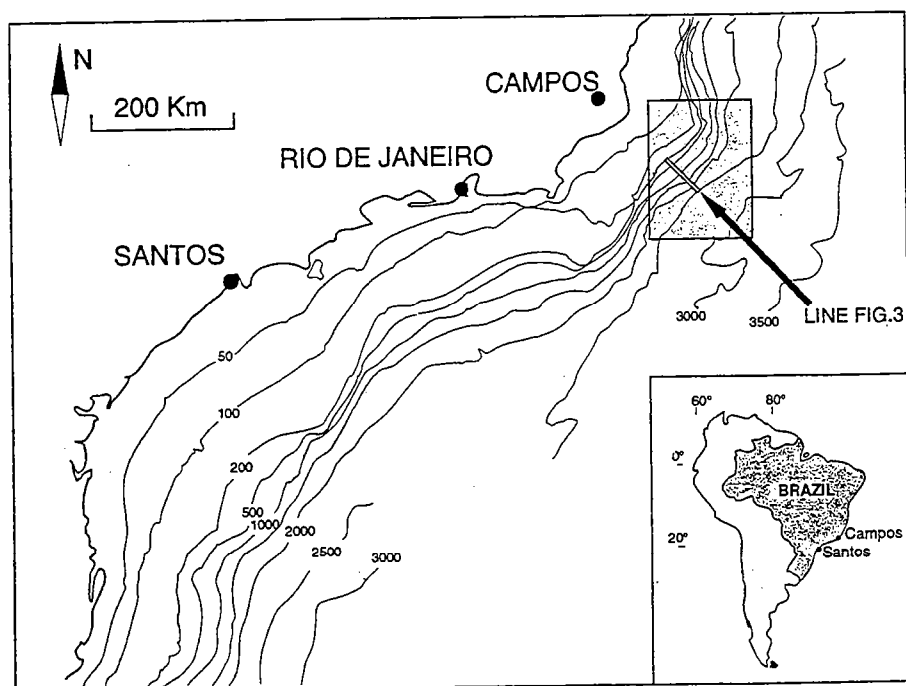 N
200 Km
CAMPOS
RIO DE JANEIRO
SANTOS
50
100
200
500
1000
2000
2500
3000
3000
3500
LINE FIG.3
60°
80°
0°
20°
BRAZIL
Campos
Santos